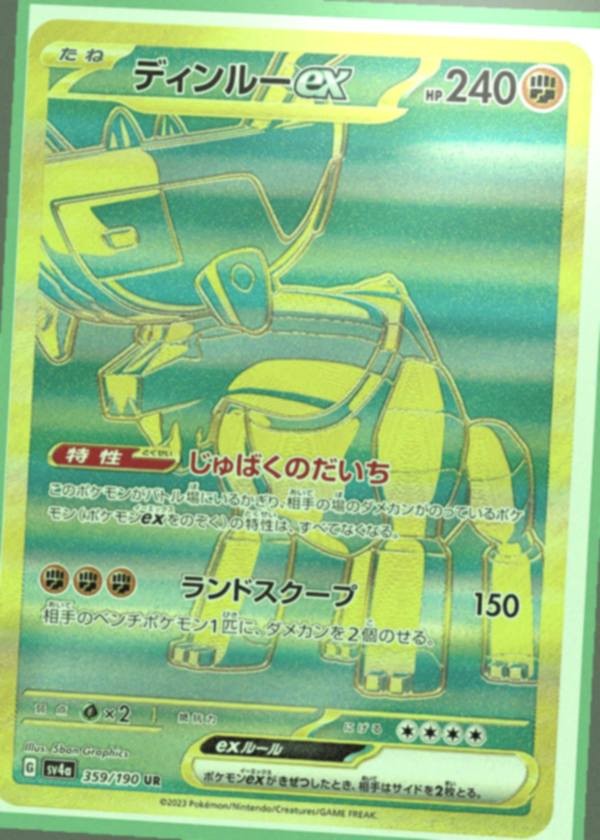 たね
ディンルーex
HP 240
特性 とくせい
じゅばくのだいち
このポケモンがバトル場にいるかぎり、相手の場のダメカンがのっているポケ
モン（ポケモンexをのぞく）の特性は、すべてなくなる。
ランドスクープ 150
相手のベンチポケモン1匹に、ダメカンを2個のせる。
弱点 ×2 抵抗力 にげる
exルール
ポケモンexがきぜつしたとき、相手はサイドを2枚とる。
Illus. 5ban Graphics
G sv4a 359/190 UR
©2023 Pokémon/Nintendo/Creatures/GAME FREAK.